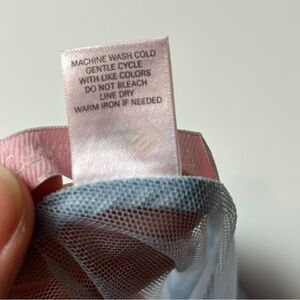 MACHINE WASH COLD
GENTLE CYCLE
WITH LIKE COLORS
DO NOT BLEACH
LINE DRY
WARM IRON IF NEEDED